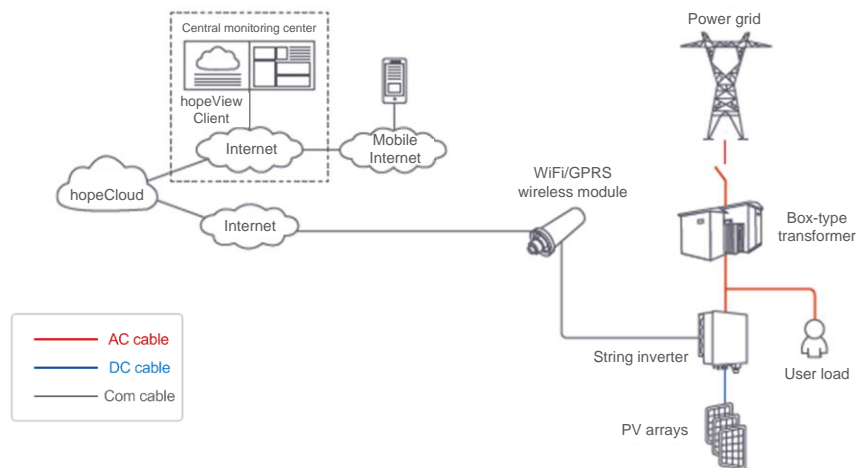 Central monitoring center
hopeView
Client
Internet
Mobile
Internet
hopeCloud
Internet
WiFi/GPRS
wireless module
Power grid
Box-type
transformer
String inverter
User load
PV arrays
AC cable
DC cable
Com cable